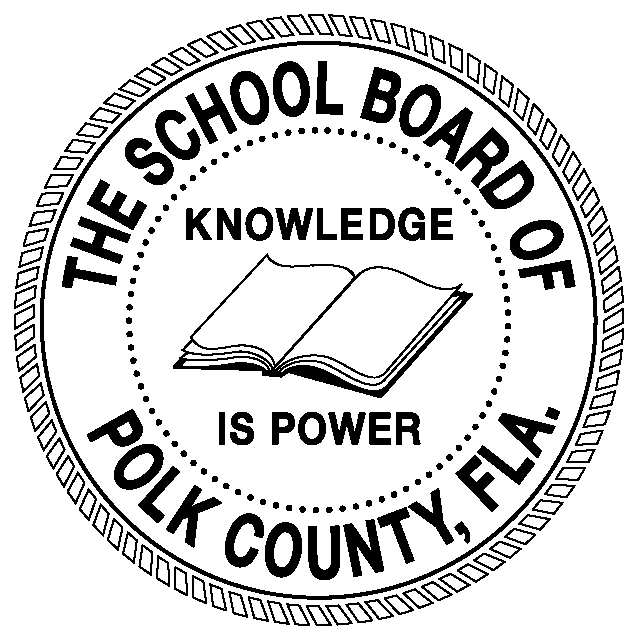 THE SCHOOL BOARD OF
KNOWLEDGE
IS POWER
POLK COUNTY, FLA.